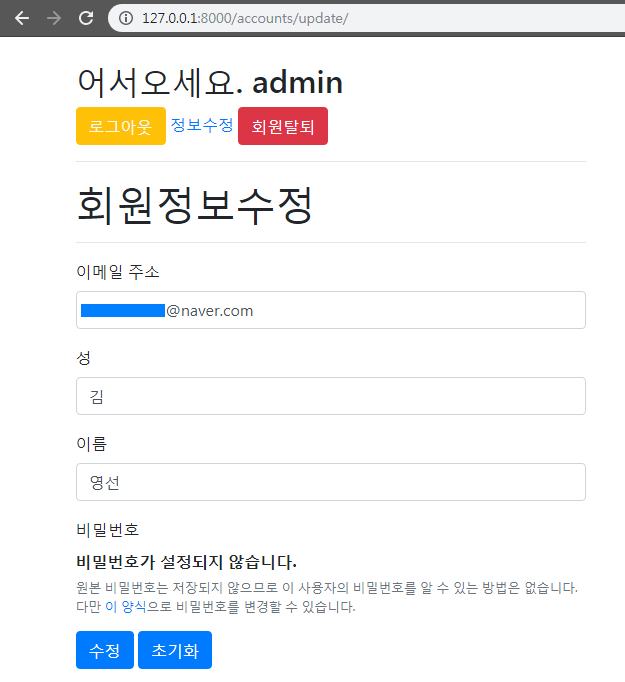 127.0.0.1:8000/accounts/update/
어서오세요. admin
로그아웃 정보수정 회원탈퇴
회원정보수정
이메일 주소
@naver.com
성
김
이름
영선
비밀번호
비밀번호가 설정되지 않습니다.
원본 비밀번호는 저장되지 않으므로 이 사용자의 비밀번호를 알 수 있는 방법은 없습니다.
다만 이 양식으로 비밀번호를 변경할 수 있습니다.
수정 초기화